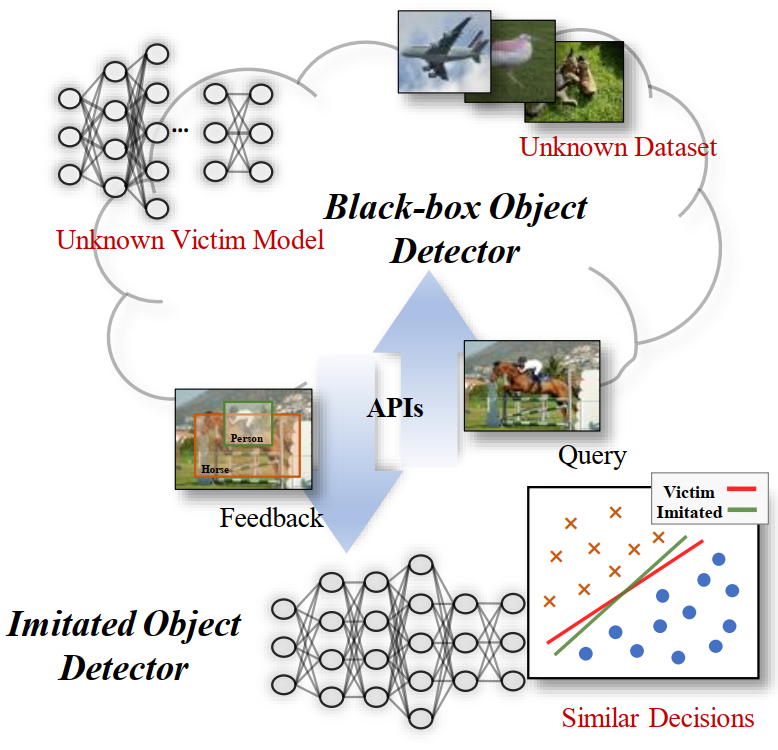 Unknown Dataset
Unknown Victim Model
...
Black-box Object
Detector
APIs
Person
Horse
Feedback
Query
Victim
Imitated
Imitated Object
Detector
Similar Decisions